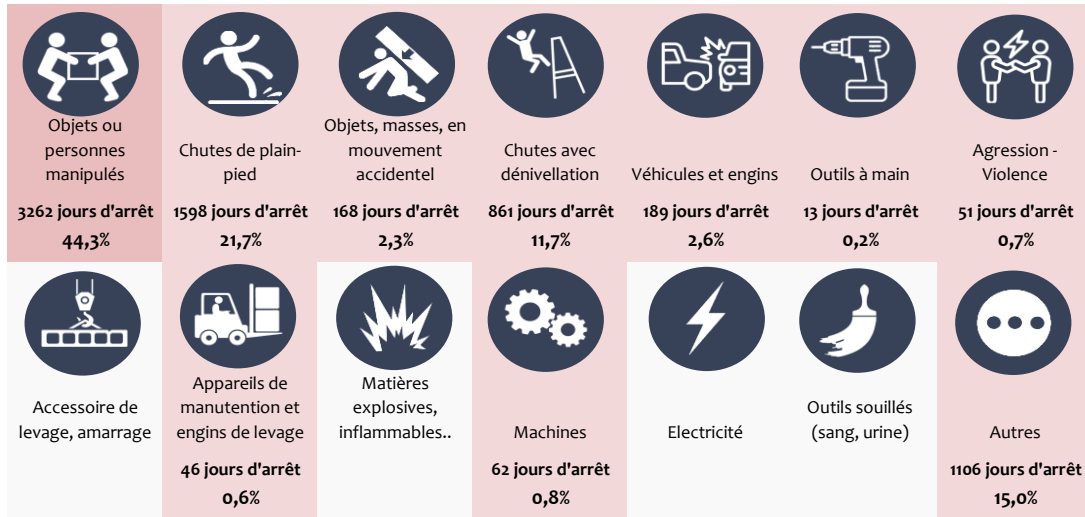 Objets ou
personnes
manipulés
3262 jours d'arrêt
44,3%
Chutes de plain-
pied
1598 jours d'arrêt
21,7%
Objets, masses, en
mouvement
accidentel
168 jours d'arrêt
2,3%
Chutes avec
dénivellation
861 jours d'arrêt
11,7%
Véhicules et engins
189 jours d'arrêt
2,6%
Outils à main
13 jours d'arrêt
0,2%
Agression -
Violence
51 jours d'arrêt
0,7%
Accessoire de
levage, amarrage
Appareils de
manutention et
engins de levage
46 jours d'arrêt
0,6%
Matières
explosives,
inflammables..
Machines
62 jours d'arrêt
0,8%
Electricité
Outils souillés
(sang, urine)
Autres
1106 jours d'arrêt
15,0%